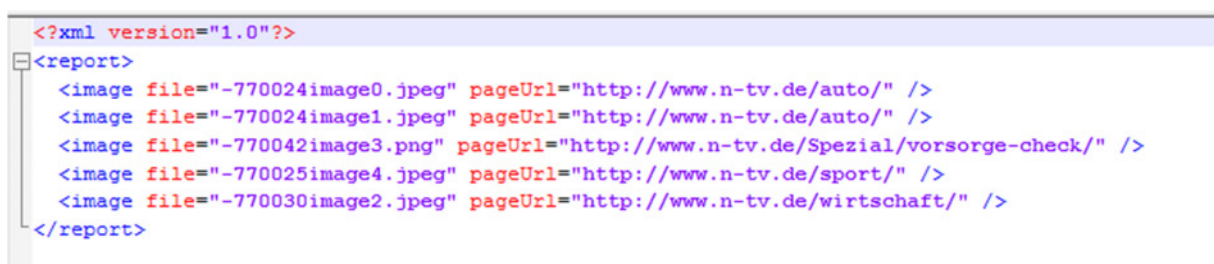 <?xml version="1.0"?>
<report>
<image file="-770024image0.jpeg" pageUrl="http://www.n-tv.de/auto/" />
<image file="-770024image1.jpeg" pageUrl="http://www.n-tv.de/auto/" />
<image file="-770042image3.png" pageUrl="http://www.n-tv.de/Spezial/vorsorge-check/" />
<image file="-770025image4.jpeg" pageUrl="http://www.n-tv.de/sport/" />
<image file="-770030image2.jpeg" pageUrl="http://www.n-tv.de/wirtschaft/" />
</report>